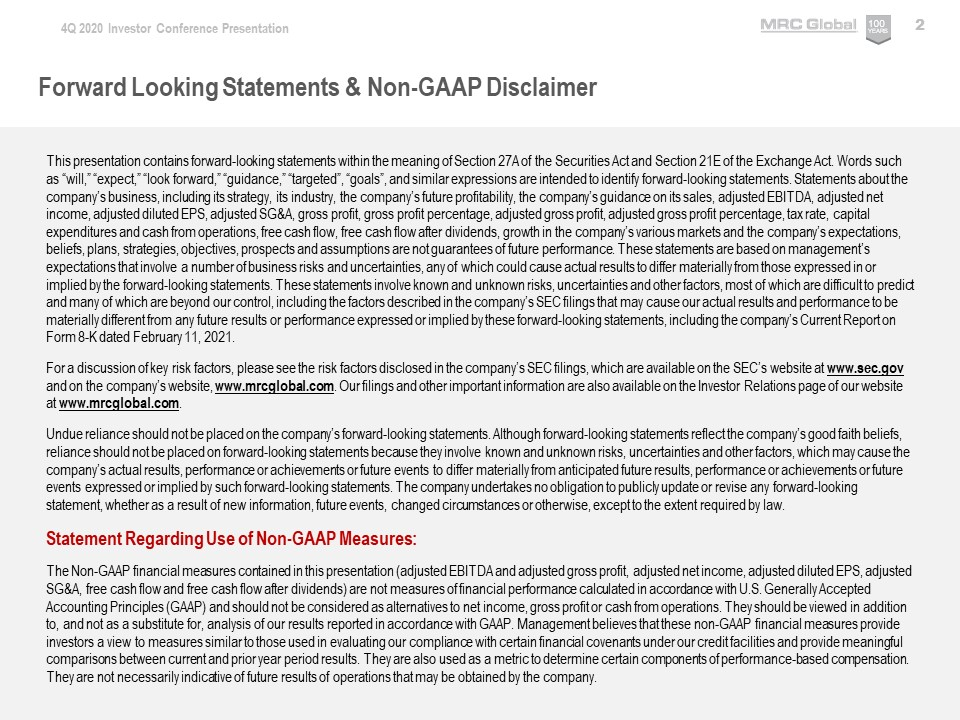 4Q 2020 Investor Conference Presentation
MRC Global
100
YEARS
2
Forward Looking Statements & Non-GAAP Disclaimer
This presentation contains forward-looking statements within the meaning of Section 27A of the Securities Act and Section 21E of the Exchange Act. Words such
as “will,” “expect,” “look forward,” “guidance,” “targeted”, “goals”, and similar expressions are intended to identify forward-looking statements. Statements about the
company’s business, including its strategy, its industry, the company’s future profitability, the company’s guidance on its sales, adjusted EBITDA, adjusted net
income, adjusted diluted EPS, adjusted SG&A, gross profit, gross profit percentage, adjusted gross profit, adjusted gross profit percentage, tax rate, capital
expenditures and cash from operations, free cash flow, free cash flow after dividends, growth in the company’s various markets and the company’s expectations,
beliefs, plans, strategies, objectives, prospects and assumptions are not guarantees of future performance. These statements are based on management’s
expectations that involve a number of business risks and uncertainties, any of which could cause actual results to differ materially from those expressed in or
implied by the forward-looking statements. These statements involve known and unknown risks, uncertainties and other factors, most of which are difficult to predict
and many of which are beyond our control, including the factors described in the company’s SEC filings that may cause our actual results and performance to be
materially different from any future results or performance expressed or implied by these forward-looking statements, including the company’s Current Report on
Form 8-K dated February 11, 2021.
For a discussion of key risk factors, please see the risk factors disclosed in the company’s SEC filings, which are available on the SEC’s website at www.sec.gov
and on the company’s website, www.mrcglobal.com. Our filings and other important information are also available on the Investor Relations page of our website
at www.mrcglobal.com.
Undue reliance should not be placed on the company’s forward-looking statements. Although forward-looking statements reflect the company’s good faith beliefs,
reliance should not be placed on forward-looking statements because they involve known and unknown risks, uncertainties and other factors, which may cause the
company’s actual results, performance or achievements or future events to differ materially from anticipated future results, performance or achievements or future
events expressed or implied by such forward-looking statements. The company undertakes no obligation to publicly update or revise any forward-looking
statement, whether as a result of new information, future events, changed circumstances or otherwise, except to the extent required by law.
Statement Regarding Use of Non-GAAP Measures:
The Non-GAAP financial measures contained in this presentation (adjusted EBITDA and adjusted gross profit, adjusted net income, adjusted diluted EPS, adjusted
SG&A, free cash flow and free cash flow after dividends) are not measures of financial performance calculated in accordance with U.S. Generally Accepted
Accounting Principles (GAAP) and should not be considered as alternatives to net income, gross profit or cash from operations. They should be viewed in addition
to, and not as a substitute for, analysis of our results reported in accordance with GAAP. Management believes that these non-GAAP financial measures provide
investors a view to measures similar to those used in evaluating our compliance with certain financial covenants under our credit facilities and provide meaningful
comparisons between current and prior year period results. They are also used as a metric to determine certain components of performance-based compensation.
They are not necessarily indicative of future results of operations that may be obtained by the company.